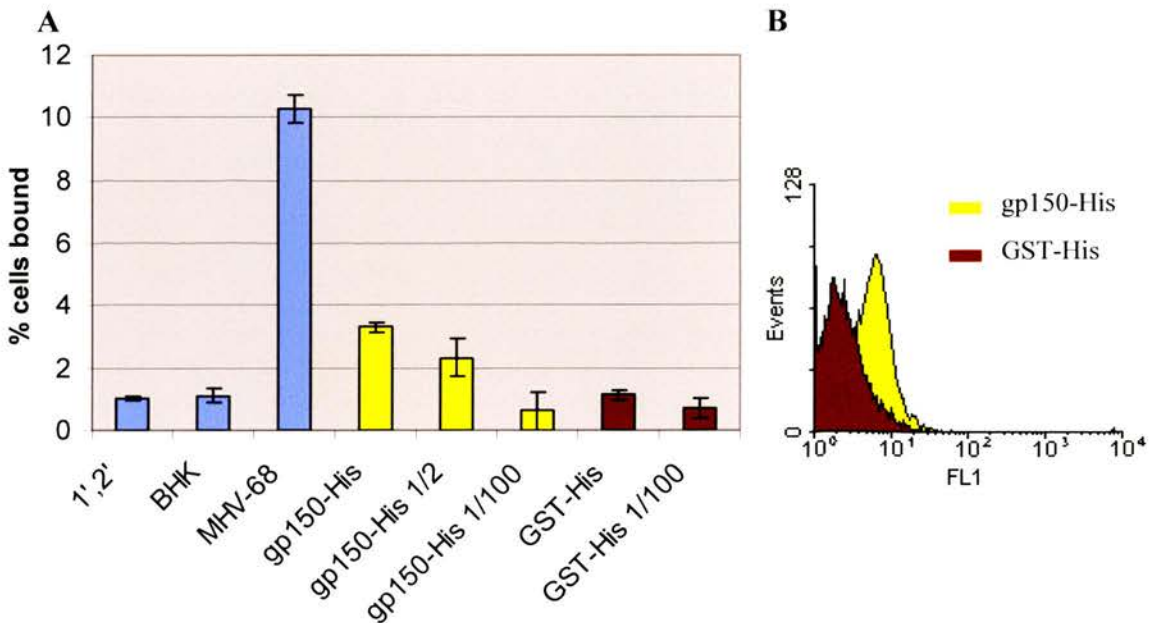 A
12
10
8
6
4
2
0
% cells bound
1',2'
BHK
MHV-68
gp150-His
gp150-His 1/2
gp150-His 1/100
GST-His
GST-His 1/100
B
128
0
Events
gp150-His
GST-His
10⁰ 10¹ 10² 10³ 10⁴
FL1